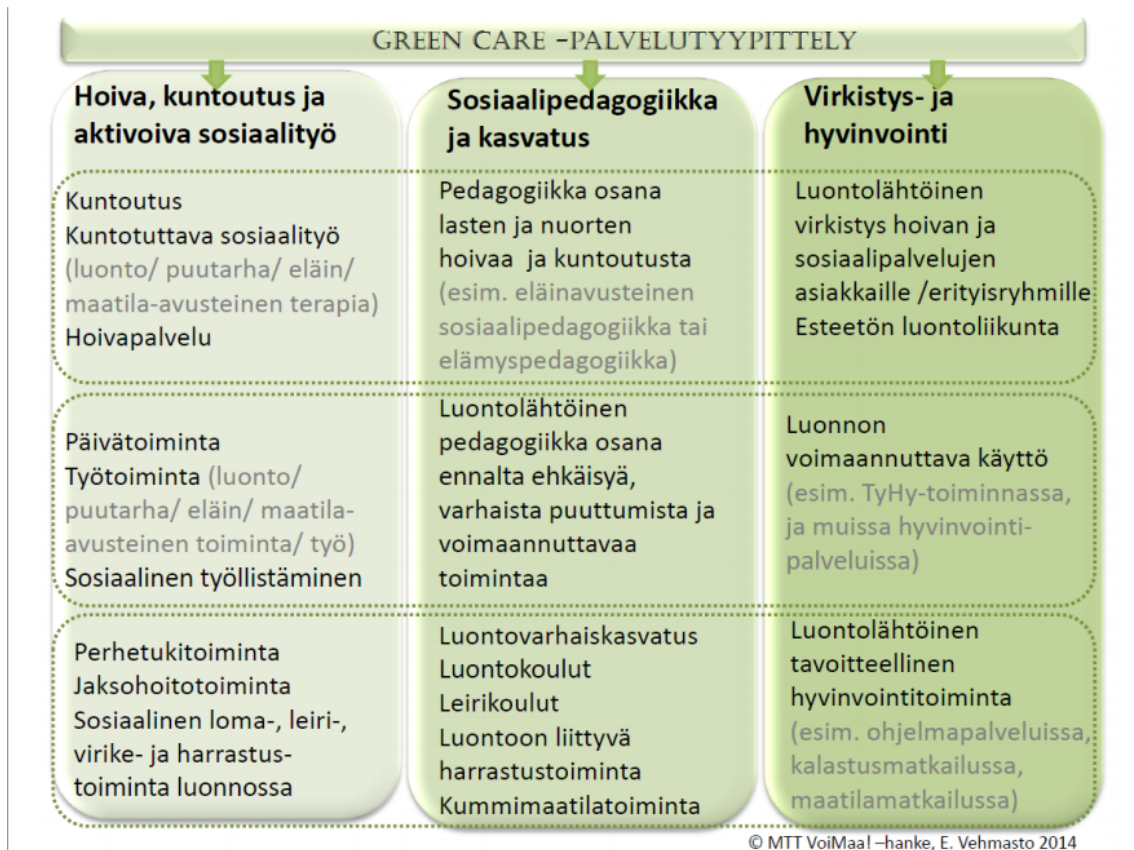 GREEN CARE –PALVELUTYYPITTELY
Hoiva, kuntoutus ja
aktivoiva sosiaalityö
Kuntoutus
Kuntotuttava sosiaalityö
(luonto/ puutarha/ eläin/
maatila-avusteinen terapia)
Hoivapalvelu
Päivätoiminta
Työtoiminta (luonto/
puutarha/ eläin/ maatila-
avusteinen toiminta/ työ)
Sosiaalinen työllistäminen
Perhetukitoiminta
Jaksohoitotoiminta
Sosiaalinen loma-, leiri-,
virike- ja harrastus-
toiminta luonnossa
Sosiaalipedagogiikka
ja kasvatus
Pedagogiikka osana
lasten ja nuorten
hoivaa ja kuntoutusta
(esim. eläinavusteinen
sosiaalipedagogiikka tai
elämyspedagogiikka)
Luontolähtöinen
pedagogiikka osana
ennalta ehkäisyä,
varhaista puuttumista ja
voimaannuttavaa
toimintaa
Luontovarhaiskasvatus
Luontokoulut
Leirikoulut
Luontoon liittyvä
harrastustoiminta
Kummimaatilatoiminta
Virkistys- ja
hyvinvointi
Luontolähtöinen
virkistys hoivan ja
sosiaalipalvelujen
asiakkaille /erityisryhmille
Esteetön luontoliikunta
Luonnon
voimaannuttava käyttö
(esim. TyHy-toiminnassa,
ja muissa hyvinvointi-
palveluissa)
Luontolähtöinen
tavoitteellinen
hyvinvointitoiminta
(esim. ohjelmapalveluissa,
kalastusmatkailussa,
maatilamatkailussa)
© MTT VoiMaa! –hanke, E. Vehmasto 2014